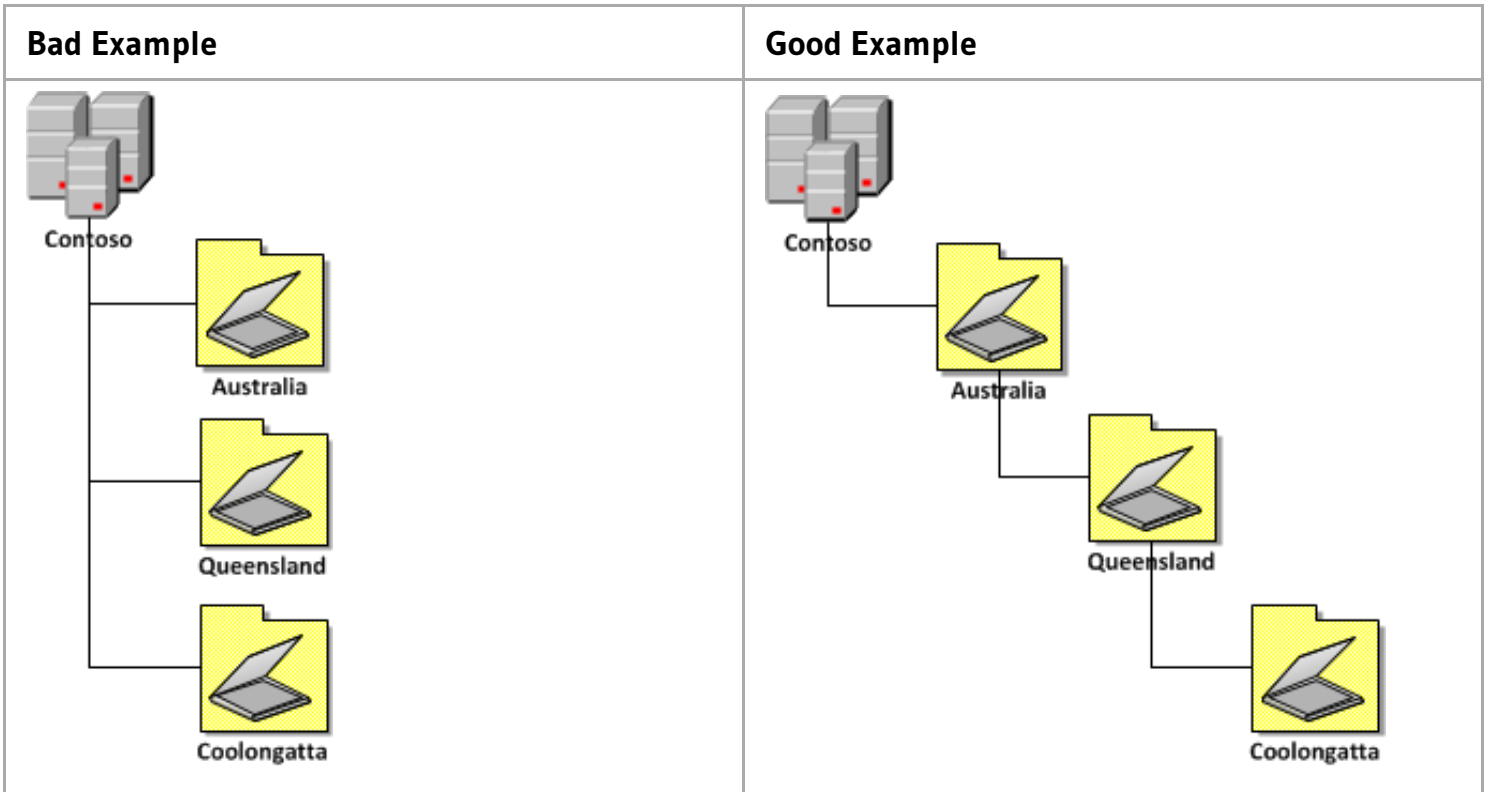 Bad Example
Good Example
Contoso
Australia
Queensland
Coolongatta
Contoso
Australia
Queensland
Coolongatta